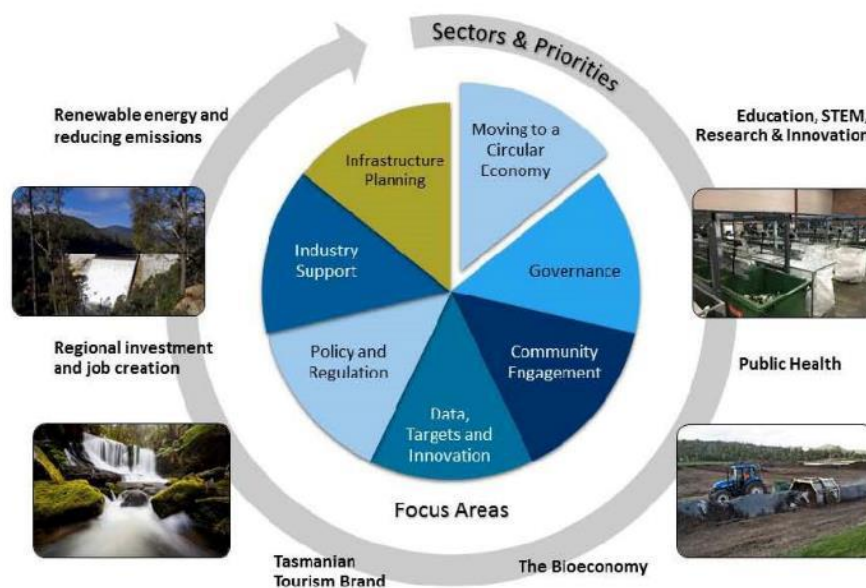 Sectors & Priorities
Renewable energy and
reducing emissions
Education, STEM,
Research & Innovation
Moving to a
Circular
Economy
Infrastructure
Planning
Industry
Support
Governance
Regional investment
and job creation
Policy and
Regulation
Community
Engagement
Public Health
Data,
Targets and
Innovation
Focus Areas
Tasmanian
Tourism Brand
The Bioeconomy